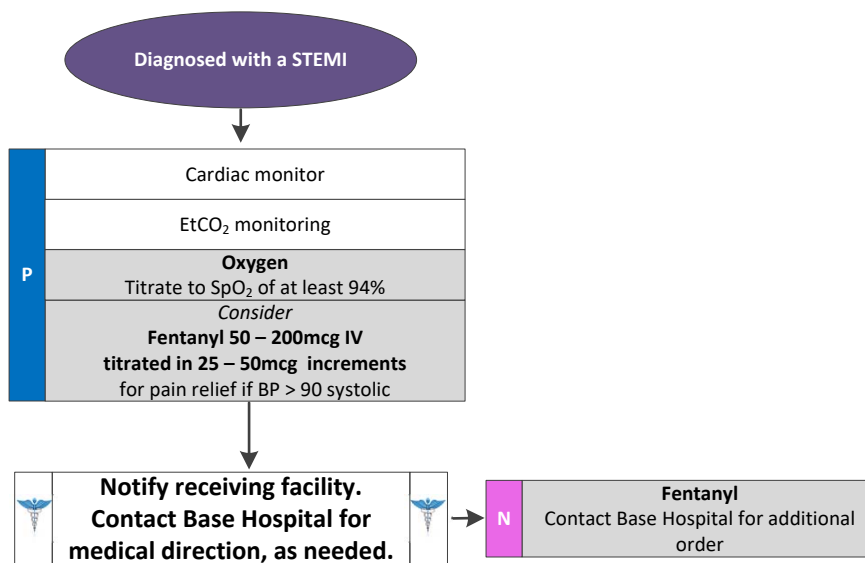 Diagnosed with a STEMI
P
Cardiac monitor
EtCO₂ monitoring
Oxygen
Titrate to SpO₂ of at least 94%
Consider
Fentanyl 50 – 200mcg IV
titrated in 25 – 50mcg increments
for pain relief if BP > 90 systolic
Notify receiving facility.
Contact Base Hospital for
medical direction, as needed.
N
Fentanyl
Contact Base Hospital for additional
order